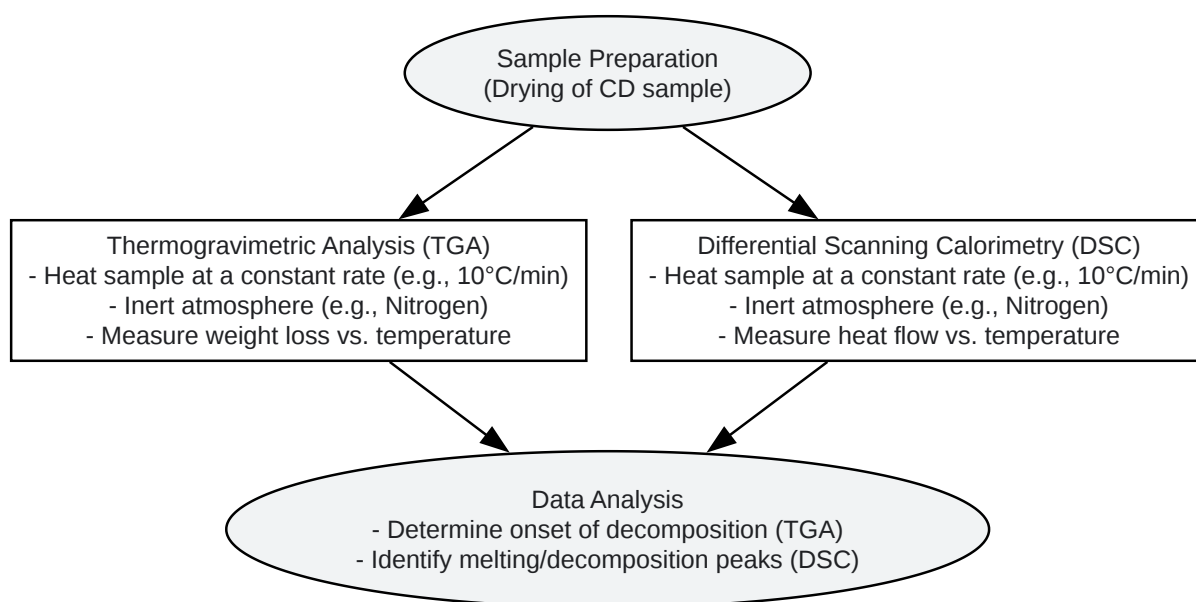 Sample Preparation
(Drying of CD sample)
Thermogravimetric Analysis (TGA)
- Heat sample at a constant rate (e.g., 10°C/min)
- Inert atmosphere (e.g., Nitrogen)
- Measure weight loss vs. temperature
Differential Scanning Calorimetry (DSC)
- Heat sample at a constant rate (e.g., 10°C/min)
- Inert atmosphere (e.g., Nitrogen)
- Measure heat flow vs. temperature
Data Analysis
- Determine onset of decomposition (TGA)
- Identify melting/decomposition peaks (DSC)